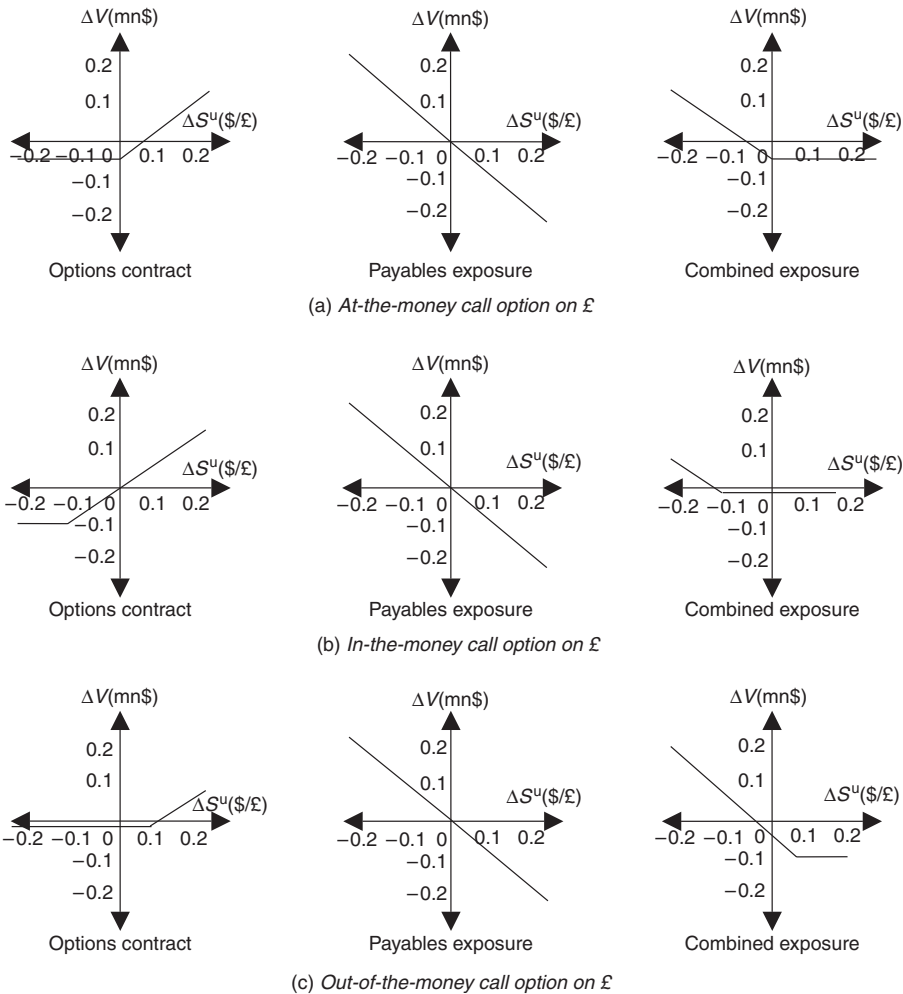 ΔV(mn$) ΔV(mn$) ΔV(mn$)
0.2 0.2 0.2
0.1 0.1 0.1
ΔSᵘ($/£) ΔSᵘ($/£) ΔSᵘ($/£)
−0.2 −0.1 0 0.1 0.2 −0.2 −0.1 0 0.1 0.2 −0.2 −0.1 0 0.1 0.2
−0.1 −0.1 −0.1
−0.2 −0.2 −0.2
Options contract Payables exposure Combined exposure
(a) At-the-money call option on £
ΔV(mn$) ΔV(mn$) ΔV(mn$)
0.2 0.2 0.2
0.1 0.1 0.1
ΔSᵘ($/£) ΔSᵘ($/£) ΔSᵘ($/£)
−0.2 −0.1 0 0.1 0.2 −0.2 −0.1 0 0.1 0.2 −0.2 −0.1 0 0.1 0.2
−0.1 −0.1 −0.1
−0.2 −0.2 −0.2
Options contract Payables exposure Combined exposure
(b) In-the-money call option on £
ΔV(mn$) ΔV(mn$) ΔV(mn$)
0.2 0.2 0.2
0.1 0.1 0.1
ΔSᵘ($/£) ΔSᵘ($/£) ΔSᵘ($/£)
−0.2 −0.1 0 0.1 0.2 −0.2 −0.1 0 0.1 0.2 −0.2 −0.1 0 0.1 0.2
−0.1 −0.1 −0.1
−0.2 −0.2 −0.2
Options contract Payables exposure Combined exposure
(c) Out-of-the-money call option on £